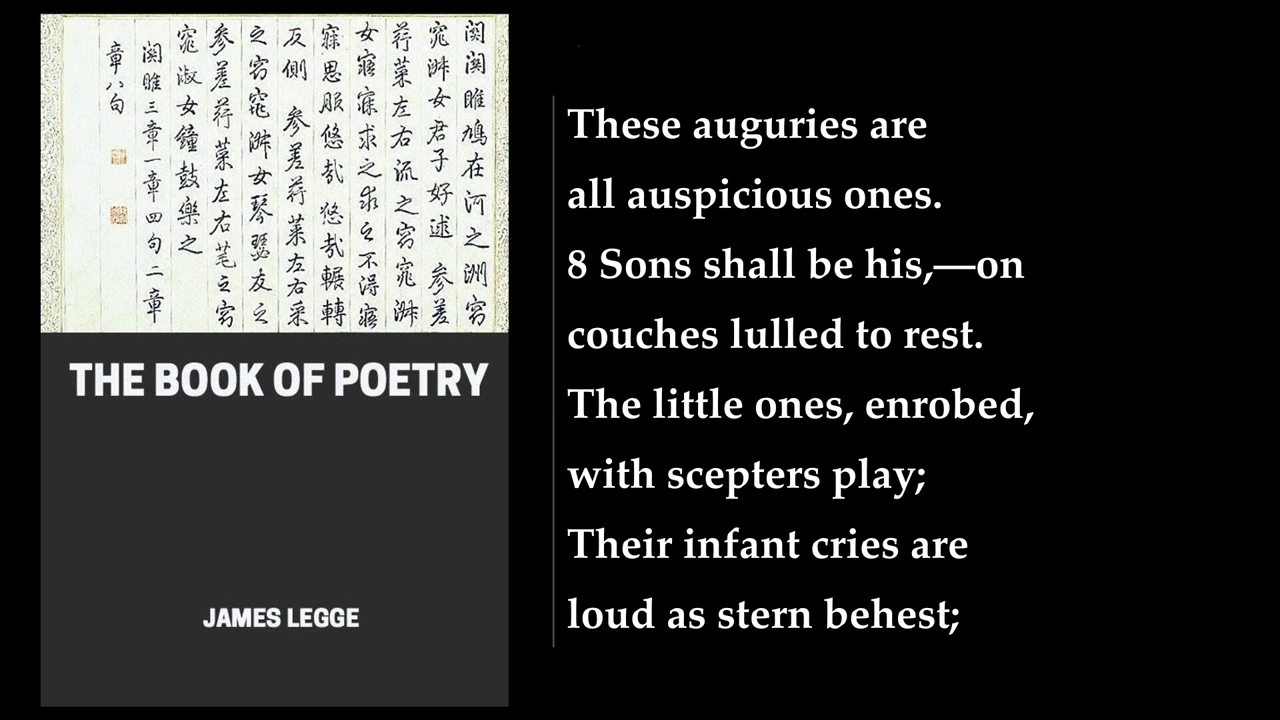 関関雎鳩在河之洲窈
窕淑女君子好逑 參差
荇菜左右流之窈窕淑
女寤寐求之求之不得寤
寐思服悠哉悠哉輾轉
反側 參差荇菜左右采
之窈窕淑女琴瑟友之
參差荇菜左右芼之窈
窕淑女鐘鼓樂之
関雎三章一章四句二章
章八句
THE BOOK OF POETRY
JAMES LEGGE
These auguries are
all auspicious ones.
8 Sons shall be his,—on
couches lulled to rest.
The little ones, enrobed,
with scepters play;
Their infant cries are
loud as stern behest;